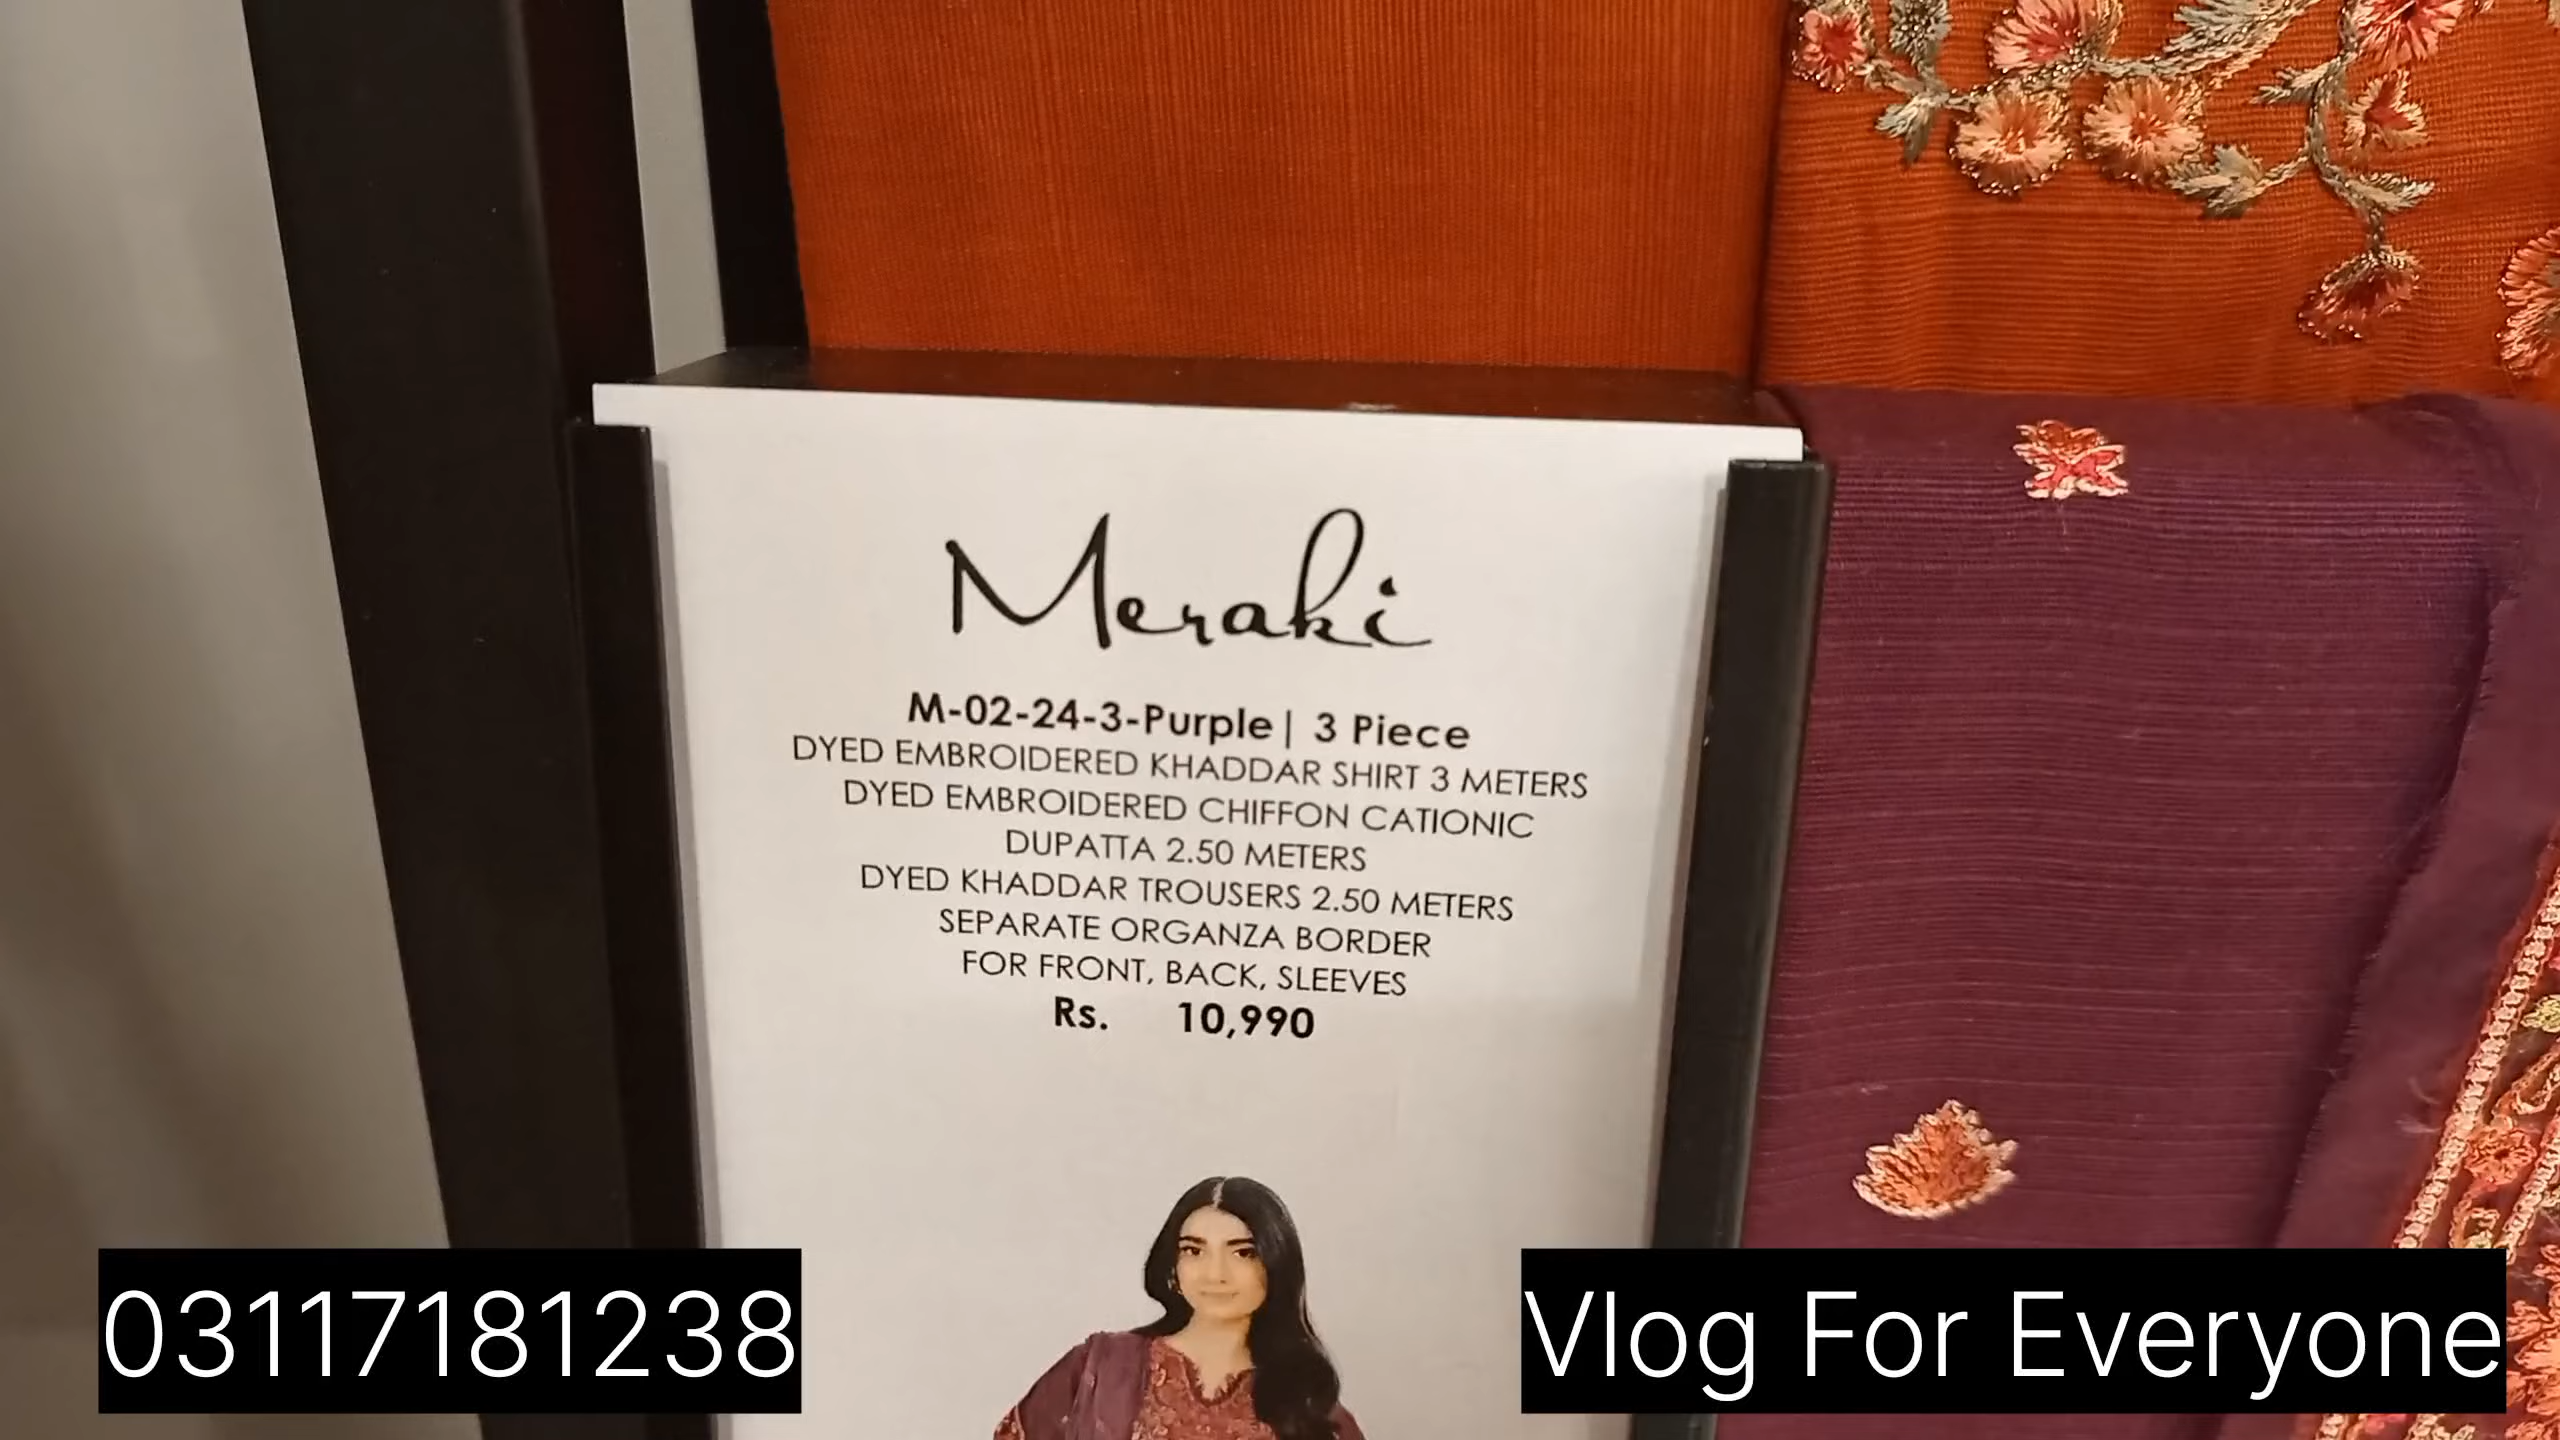 Meraki
M-02-24-3-Purple| 3 Piece
DYED EMBROIDERED KHADDAR SHIRT 3 METERS
DYED EMBROIDERED CHIFFON CATIONIC
DUPATTA 2.50 METERS
DYED KHADDAR TROUSERS 2.50 METERS
SEPARATE ORGANZA BORDER
FOR FRONT, BACK, SLEEVES
Rs. 10,990
03117181238
Vlog For Everyone